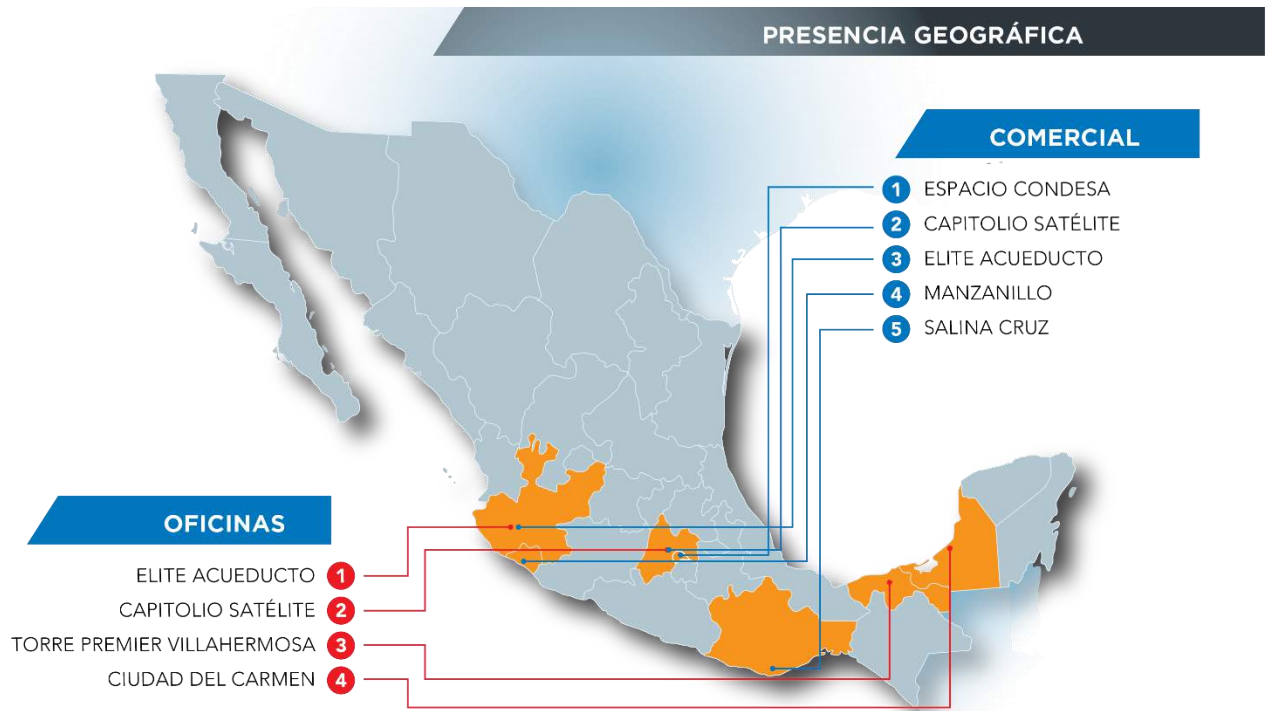 PRESENCIA GEOGRÁFICA
COMERCIAL
1 ESPACIO CONDESA
2 CAPITOLIO SATÉLITE
3 ELITE ACUEDUCTO
4 MANZANILLO
5 SALINA CRUZ
OFICINAS
ELITE ACUEDUCTO 1
CAPITOLIO SATÉLITE 2
TORRE PREMIER VILLAHERMOSA 3
CIUDAD DEL CARMEN 4